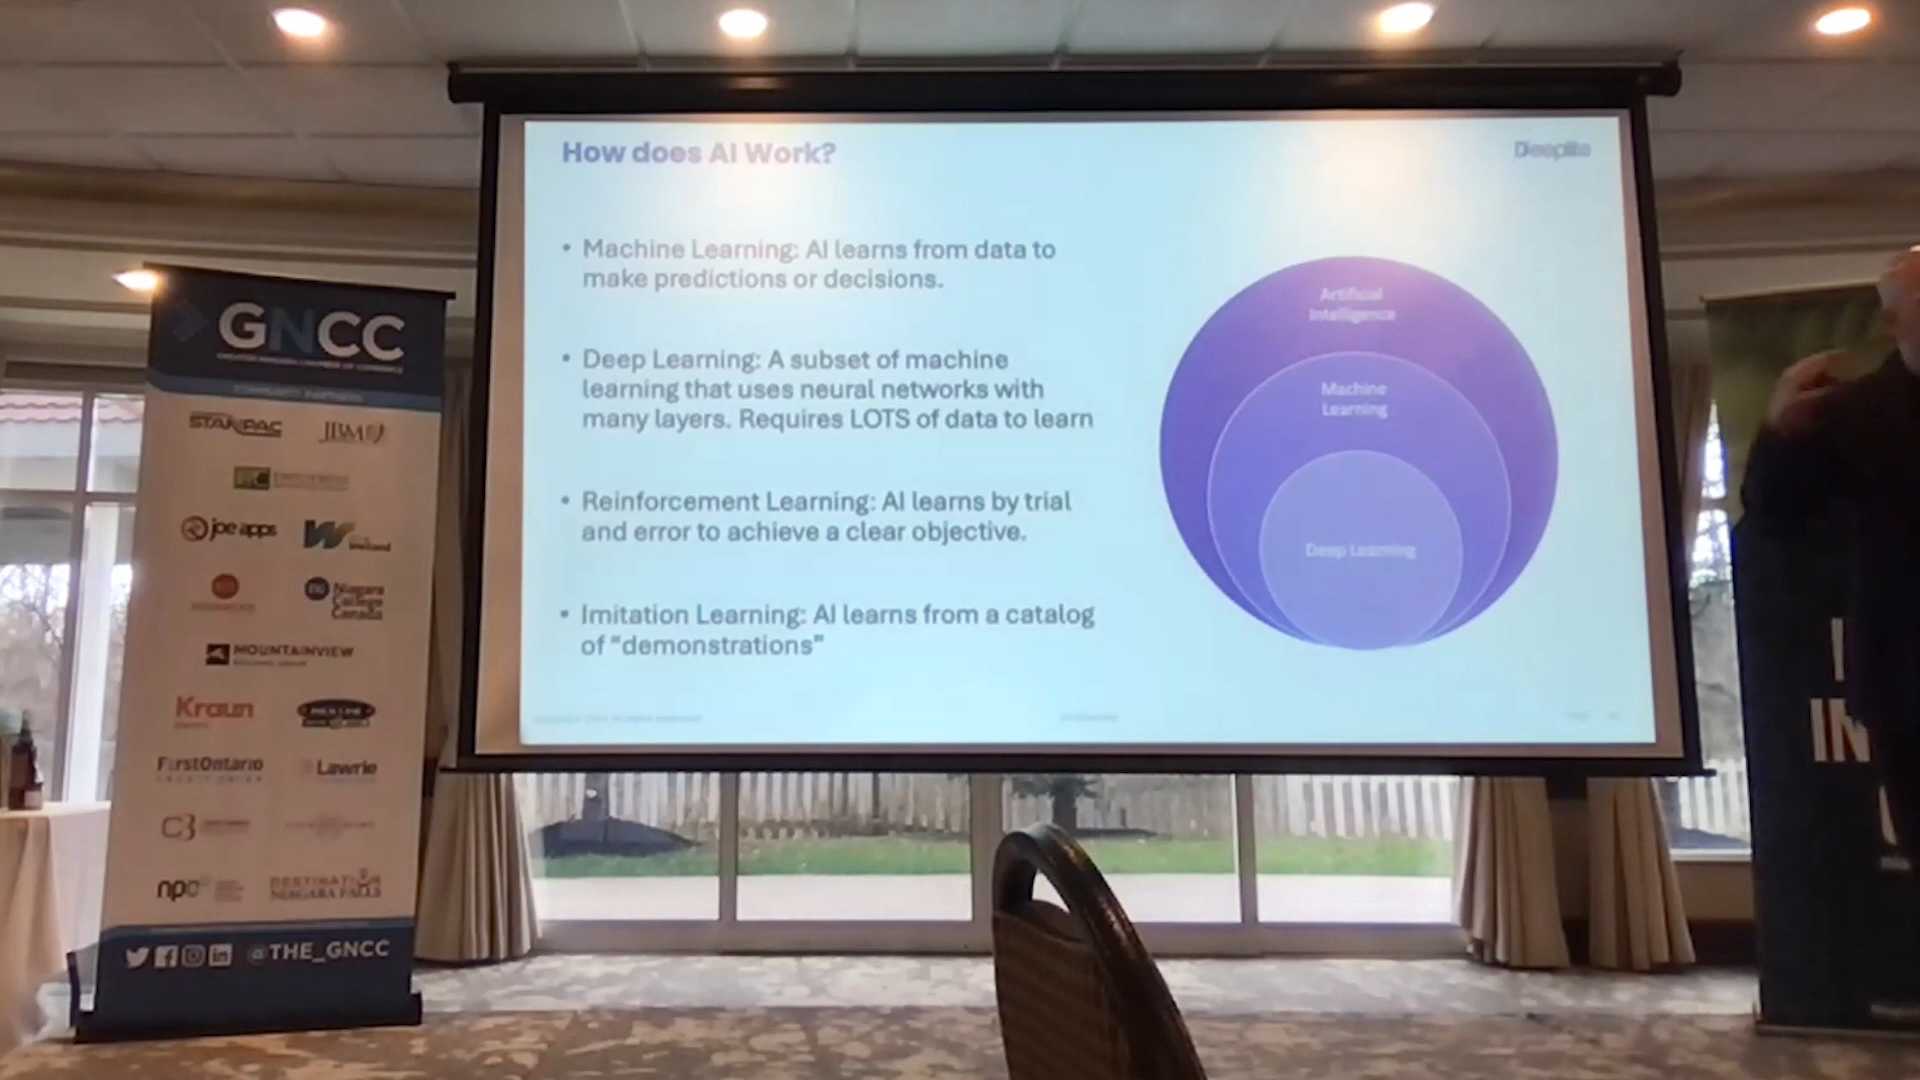 How does AI Work?
Deeplite
• Machine Learning: AI learns from data to
make predictions or decisions.
• Deep Learning: A subset of machine
learning that uses neural networks with
many layers. Requires LOTS of data to learn
• Reinforcement Learning: AI learns by trial
and error to achieve a clear objective.
• Imitation Learning: AI learns from a catalog
of “demonstrations”
Artificial
Intelligence
Machine
Learning
Deep Learning
GNCC
STANPAC
JBM
joe apps
Niagara
College
Canada
MOUNTAINVIEW
Kraun
FirstOntario
Lawrie
C3
npc
DESTINATION
NIAGARA FALLS
@THE_GNCC
IN